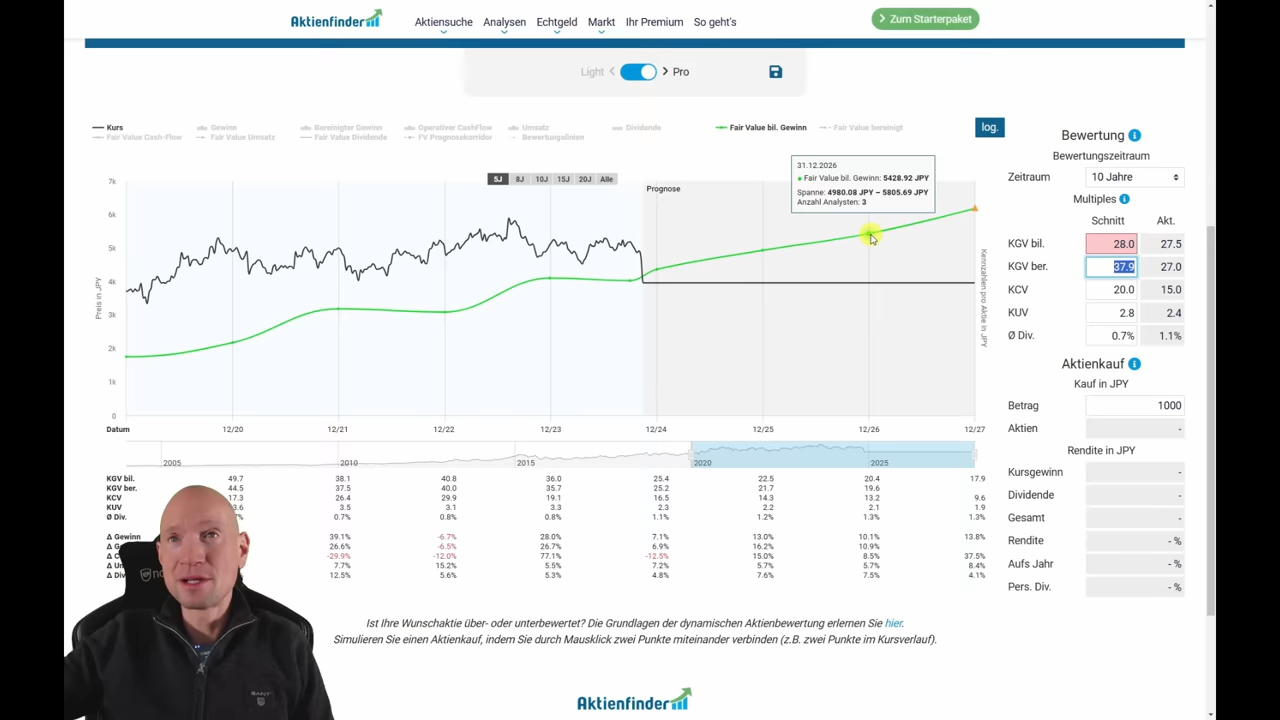 Aktienfinder Aktiensuche Analysen Echtgeld Markt Ihr Premium So geht's Zum Starterpaket
Light Pro
Kurs Gewinn Bereinigter Gewinn Operativer CashFlow Umsatz Dividende Fair Value bil. Gewinn Fair Value bereinigt
Fair Value Cash-Flow Fair Value Umsatz Fair Value Dividende FV Prognosekorridor Bewertungslinien
log.
Bewertung
Bewertungszeitraum
Zeitraum 10 Jahre
Multiples
Schnitt Akt.
KGV bil. 28.0 27.5
KGV ber. 37.9 27.0
KCV 20.0 15.0
KUV 2.8 2.4
Ø Div. 0.7% 1.1%
Aktienkauf
Kauf in JPY
Betrag 1000
Aktien -
Rendite in JPY
Kursgewinn -
Dividende -
Gesamt -
Rendite - %
Aufs Jahr - %
Pers. Div. - %
5J 8J 10J 15J 20J Alle
Prognose
31.12.2026
Fair Value bil. Gewinn: 5428.92 JPY
Spanne: 4980.08 JPY – 5805.69 JPY
Anzahl Analysten: 3
Preis in JPY
7k
6k
5k
4k
3k
2k
1k
0
Kennzahlen pro Aktie in JPY
Datum 12/20 12/21 12/22 12/23 12/24 12/25 12/26 12/27
2005 2010 2015 2020 2025
KGV bil. 49.7 38.1 40.8 36.0 25.4 22.5 20.4 17.9
KGV ber. 44.5 37.5 40.0 35.7 25.2 21.7 19.6
KCV 17.3 26.4 29.9 19.1 16.5 14.3 13.2 9.6
KUV 3.6 3.5 3.1 3.3 2.3 2.2 2.1 1.9
Ø Div. 0.7% 0.8% 0.8% 1.1% 1.2% 1.3% 1.3%
Δ Gewinn 39.1% -6.7% 28.0% 7.1% 13.0% 10.1% 13.8%
Δ G 26.6% -6.5% 26.7% 6.9% 16.2% 10.9%
Δ C -29.9% -12.0% 77.1% -12.5% 15.0% 8.5% 37.5%
Δ Um 7.7% 15.2% 5.5% 7.2% 5.7% 5.7% 8.4%
Δ Div 12.5% 5.6% 5.3% 4.8% 7.6% 7.5% 4.1%
Ist Ihre Wunschaktie über- oder unterbewertet? Die Grundlagen der dynamischen Aktienbewertung erlernen Sie hier.
Simulieren Sie einen Aktienkauf, indem Sie durch Mausklick zwei Punkte miteinander verbinden (z.B. zwei Punkte im Kursverlauf).
GANT
Aktienfinder